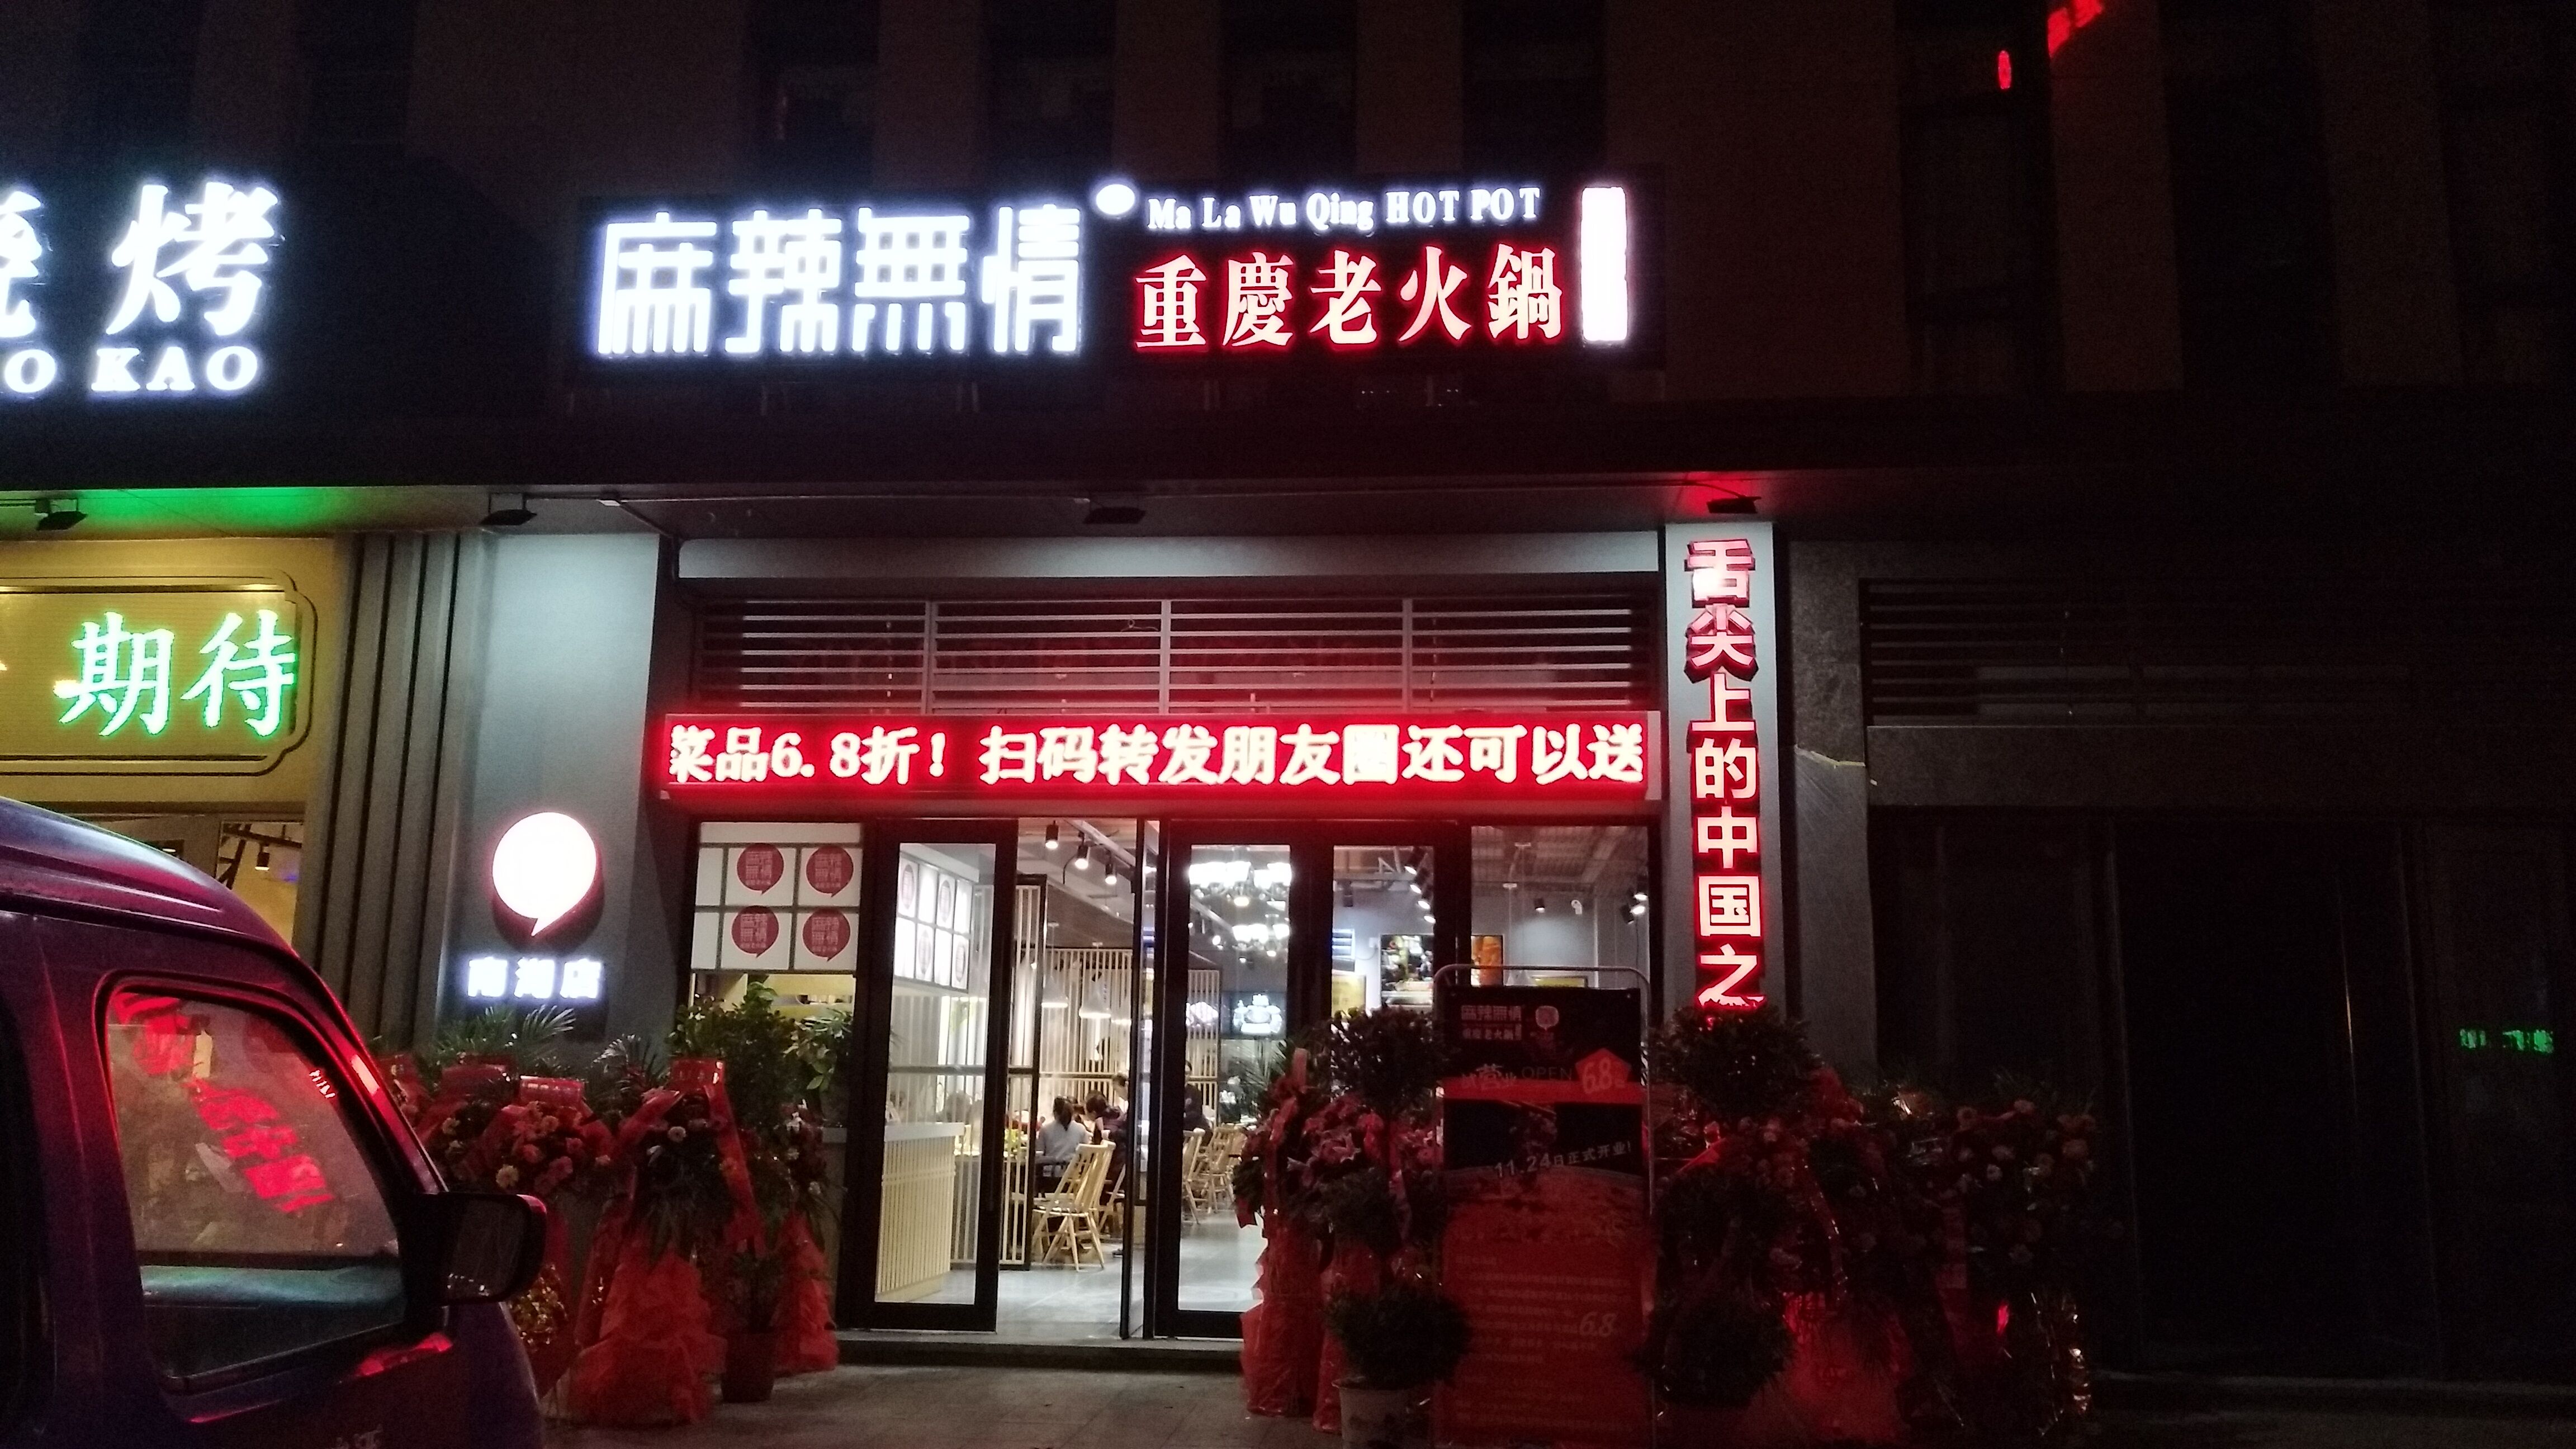 烤
O KAO
麻辣無情
Ma La Wu Qing HOT POT
重慶老火鍋
期待
菜品6.8折！扫码转发朋友圈还可以送
舌尖上的中国之
南湖店
麻辣無情
重慶老火鍋
试营业 OPEN 6.8
11.24日正式开业!
6.8